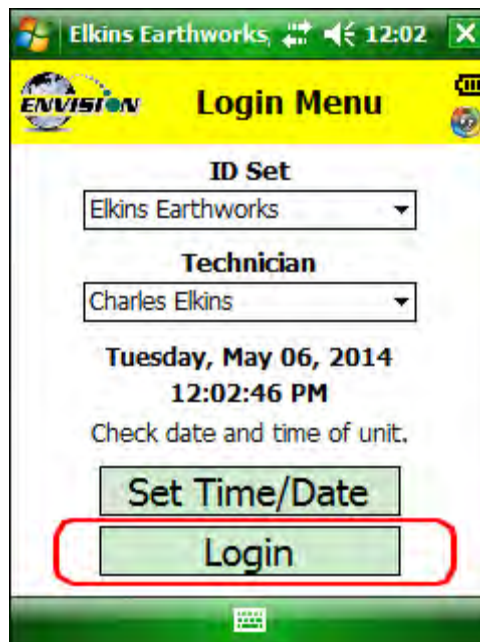 Elkins Earthworks, 12:02
ENVISION Login Menu
ID Set
Elkins Earthworks
Technician
Charles Elkins
Tuesday, May 06, 2014
12:02:46 PM
Check date and time of unit.
Set Time/Date
Login